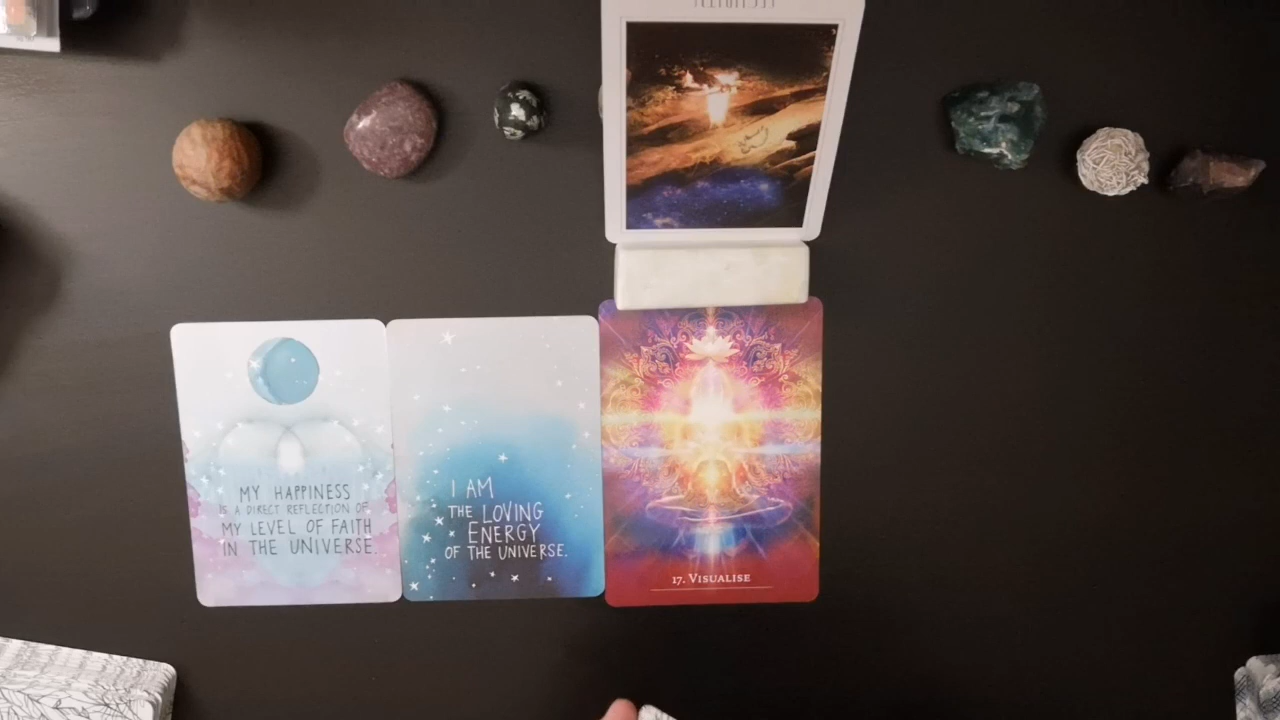 MY HAPPINESS
IS A DIRECT REFLECTION OF
MY LEVEL OF FAITH
IN THE UNIVERSE.
I AM
THE LOVING
ENERGY
OF THE UNIVERSE.
17. VISUALISE